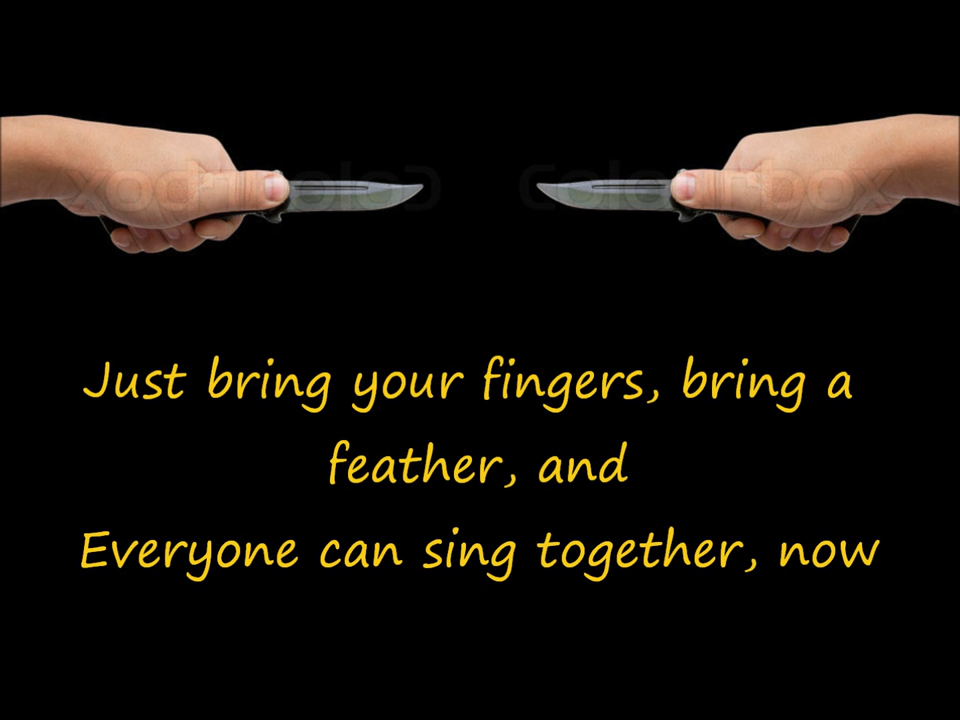 Just bring your fingers, bring a
feather, and
Everyone can sing together, now